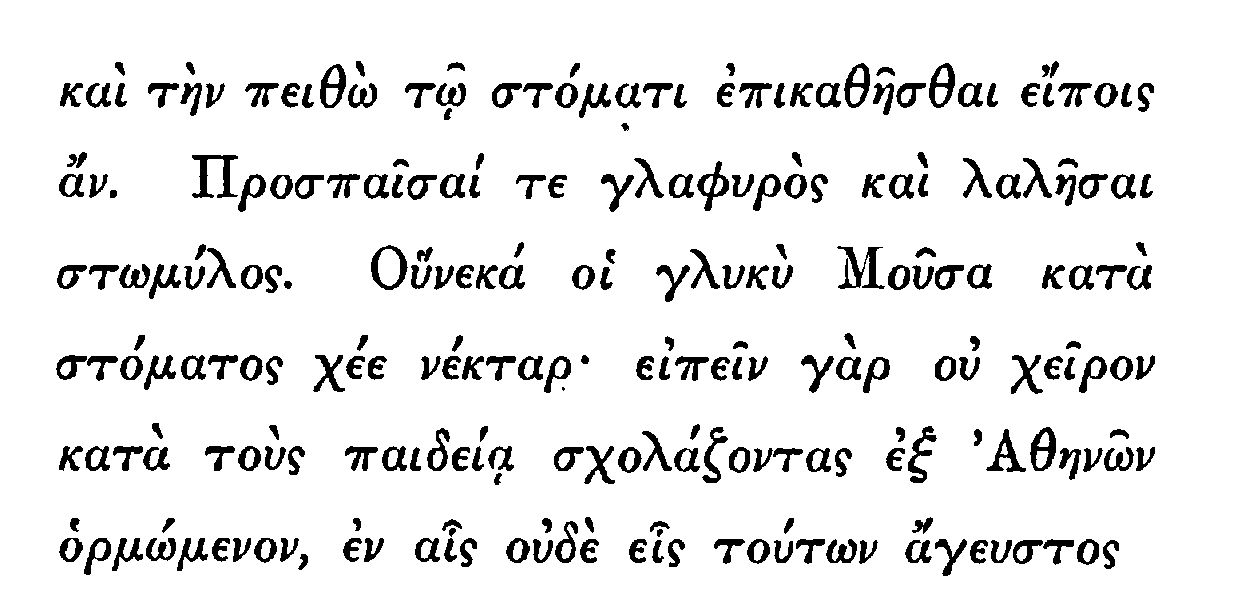 καὶ τὴν πειθὼ τῷ στόματι ἐπικαθῆσθαι εἴποις
ἄν. Προσπαῖσαί τε γλαφυρὸς καὶ λαλῆσαι
στωμύλος. Οὕνεκά οἱ γλυκὺ Μοῦσα κατὰ
στόματος χέε νέκταρ· εἰπεῖν γὰρ οὐ χεῖρον
κατὰ τοὺς παιδείᾳ σχολάζοντας ἐξ Ἀθηνῶν
ὁρμώμενον, ἐν αἷς οὐδὲ εἷς τούτων ἄγευστος